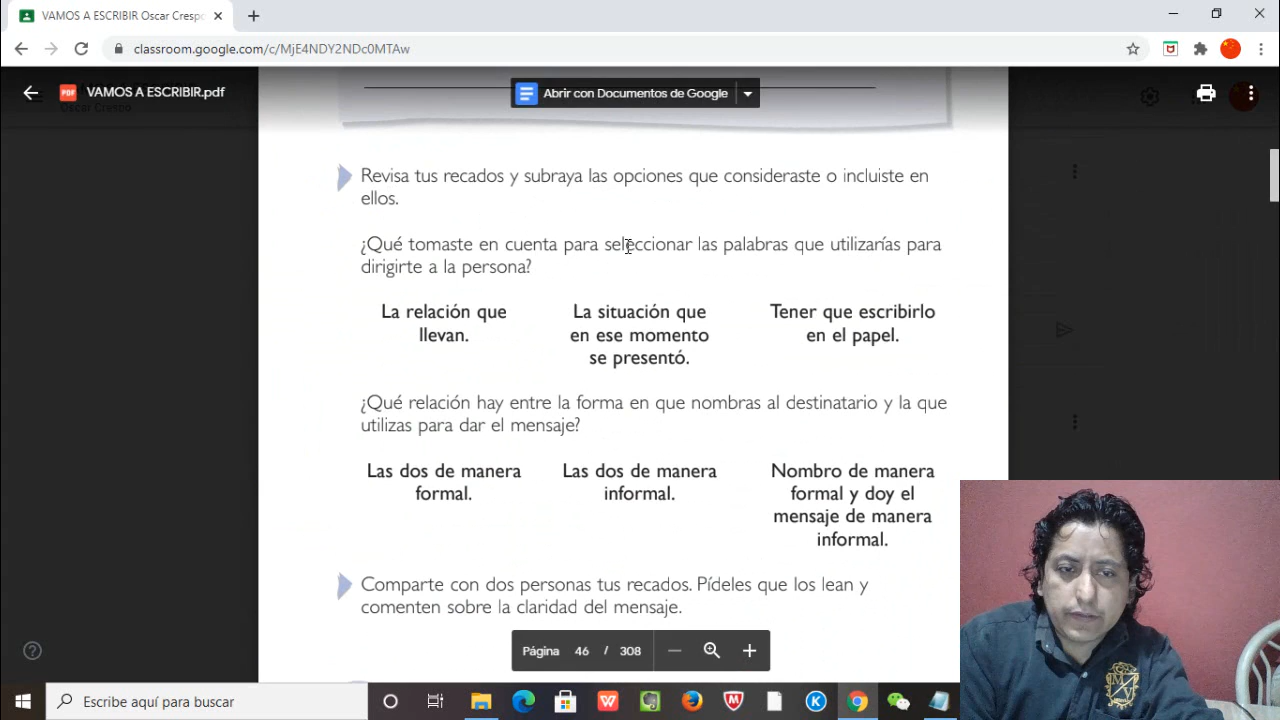 VAMOS A ESCRIBIR Oscar Crespo
classroom.google.com/c/MjE4NDY2NDc0MTAw
VAMOS A ESCRIBIR.pdf
Oscar Crespo
Abrir con Documentos de Google
Revisa tus recados y subraya las opciones que consideraste o incluiste en
ellos.
¿Qué tomaste en cuenta para seleccionar las palabras que utilizarías para
dirigirte a la persona?
La relación que
llevan.
La situación que
en ese momento
se presentó.
Tener que escribirlo
en el papel.
¿Qué relación hay entre la forma en que nombras al destinatario y la que
utilizas para dar el mensaje?
Las dos de manera
formal.
Las dos de manera
informal.
Nombro de manera
formal y doy el
mensaje de manera
informal.
Comparte con dos personas tus recados. Pídeles que los lean y
comenten sobre la claridad del mensaje.
Página 46 / 308
Escribe aquí para buscar